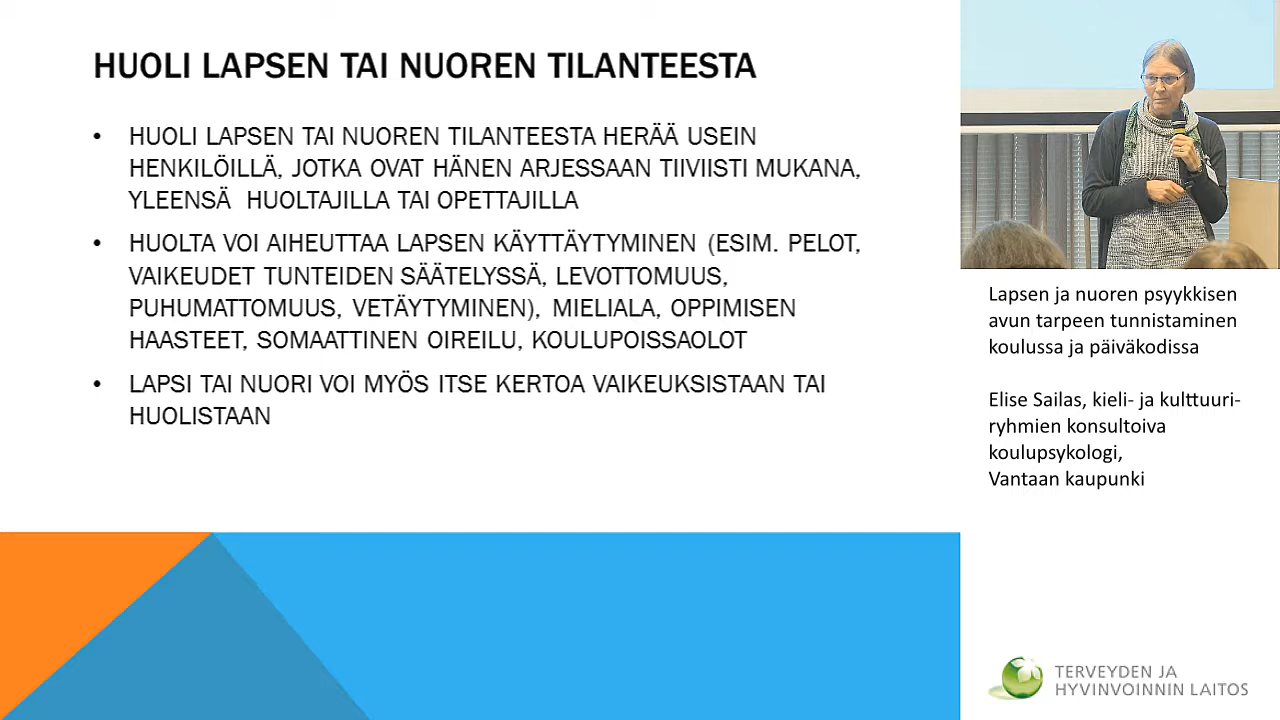 HUOLI LAPSEN TAI NUOREN TILANTEESTA
• HUOLI LAPSEN TAI NUOREN TILANTEESTA HERÄÄ USEIN
HENKILÖILLÄ, JOTKA OVAT HÄNEN ARJESSAAN TIIVIISTI MUKANA,
YLEENSÄ HUOLTAJILLA TAI OPETTAJILLA
• HUOLTA VOI AIHEUTTAA LAPSEN KÄYTTÄYTYMINEN (ESIM. PELOT,
VAIKEUDET TUNTEIDEN SÄÄTELYSSÄ, LEVOTTOMUUS,
PUHUMATTOMUUS, VETÄYTYMINEN), MIELIALA, OPPIMISEN
HAASTEET, SOMAATTINEN OIREILU, KOULUPOISSAOLOT
• LAPSI TAI NUORI VOI MYÖS ITSE KERTOA VAIKEUKSISTAAN TAI
HUOLISTAAN
Lapsen ja nuoren psyykkisen
avun tarpeen tunnistaminen
koulussa ja päiväkodissa
Elise Sailas, kieli- ja kulttuuri-
ryhmien konsultoiva
koulupsykologi,
Vantaan kaupunki
TERVEYDEN JA
HYVINVOINNIN LAITOS